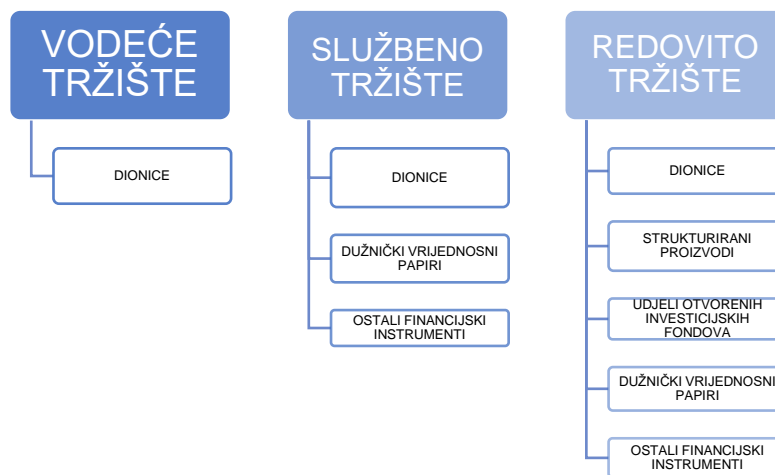 VODEĆE
TRŽIŠTE
DIONICE
SLUŽBENO
TRŽIŠTE
DIONICE
DUŽNIČKI VRIJEDNOSNI
PAPIRI
OSTALI FINANCIJSKI
INSTRUMENTI
REDOVITO
TRŽIŠTE
DIONICE
STRUKTURIRANI
PROIZVODI
UDJELI OTVORENIH
INVESTICIJSKIH
FONDOVA
DUŽNIČKI VRIJEDNOSNI
PAPIRI
OSTALI FINANCIJSKI
INSTRUMENTI